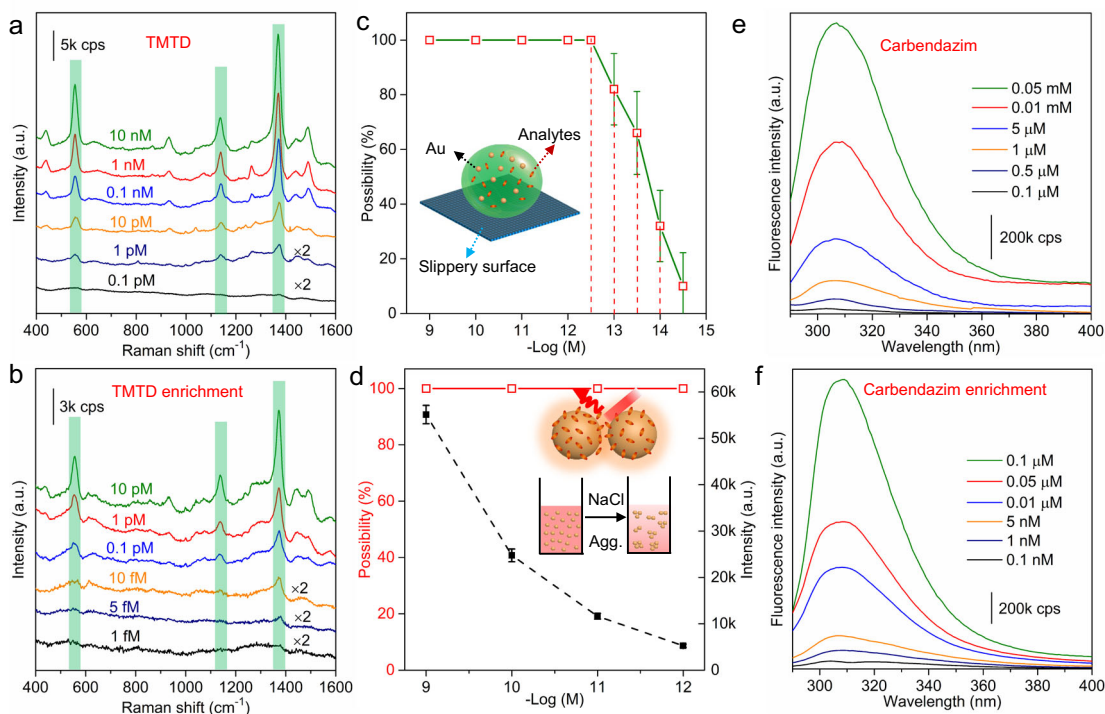 a
5k cps
TMTD
10 nM
1 nM
0.1 nM
10 pM
1 pM
×2
0.1 pM
×2
Intensity (a.u.)
400 600 800 1000 1200 1400 1600
Raman shift (cm⁻¹)
b
3k cps
TMTD enrichment
10 pM
1 pM
0.1 pM
10 fM
×2
5 fM
×2
1 fM
×2
Intensity (a.u.)
400 600 800 1000 1200 1400 1600
Raman shift (cm⁻¹)
c
100
80
60
40
20
0
Possibility (%)
Au
Analytes
Slippery surface
9 10 11 12 13 14 15
-Log (M)
d
100
80
60
40
20
0
Possibility (%)
NaCl
Agg.
60k
50k
40k
30k
20k
10k
0
Intensity (a.u.)
9 10 11 12
-Log (M)
e
Carbendazim
0.05 mM
0.01 mM
5 μM
1 μM
0.5 μM
0.1 μM
200k cps
Fluorescence intensity (a.u.)
300 320 340 360 380 400
Wavelength (nm)
f
Carbendazim enrichment
0.1 μM
0.05 μM
0.01 μM
5 nM
1 nM
0.1 nM
200k cps
Fluorescence intensity (a.u.)
300 320 340 360 380 400
Wavelength (nm)